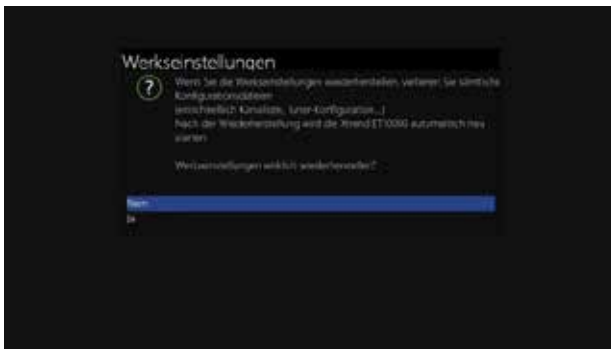 Werkseinstellungen
?
Wenn Sie die Werkseinstellungen wiederherstellen, verlieren Sie sämtliche
Konfigurationsdateien
(einschließlich Kanalliste, Tuner-Konfiguration...)
Nach der Wiederherstellung wird die Xtrend ET10000 automatisch neu
starten
Werkseinstellungen wirklich wiederherstellen?
Nein
Ja